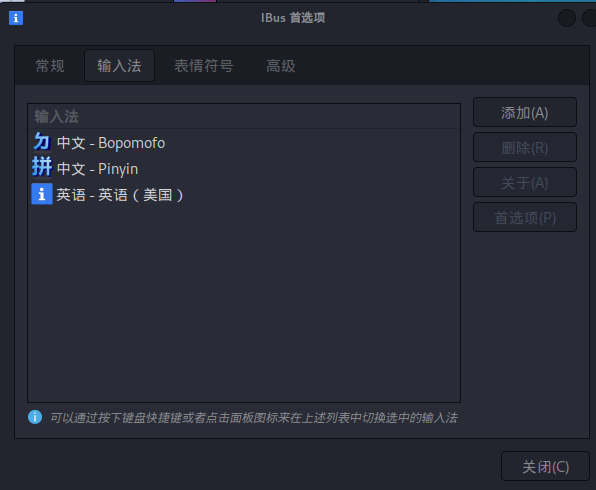 IBus 首选项
常规 输入法 表情符号 高级
输入法
添加(A)
ㄉ 中文 - Bopomofo
删除(R)
拼 中文 - Pinyin
关于(A)
英语 - 英语（美国）
首选项(P)
可以通过按下键盘快捷键或者点击面板图标来在上述列表中切换选中的输入法
关闭(C)